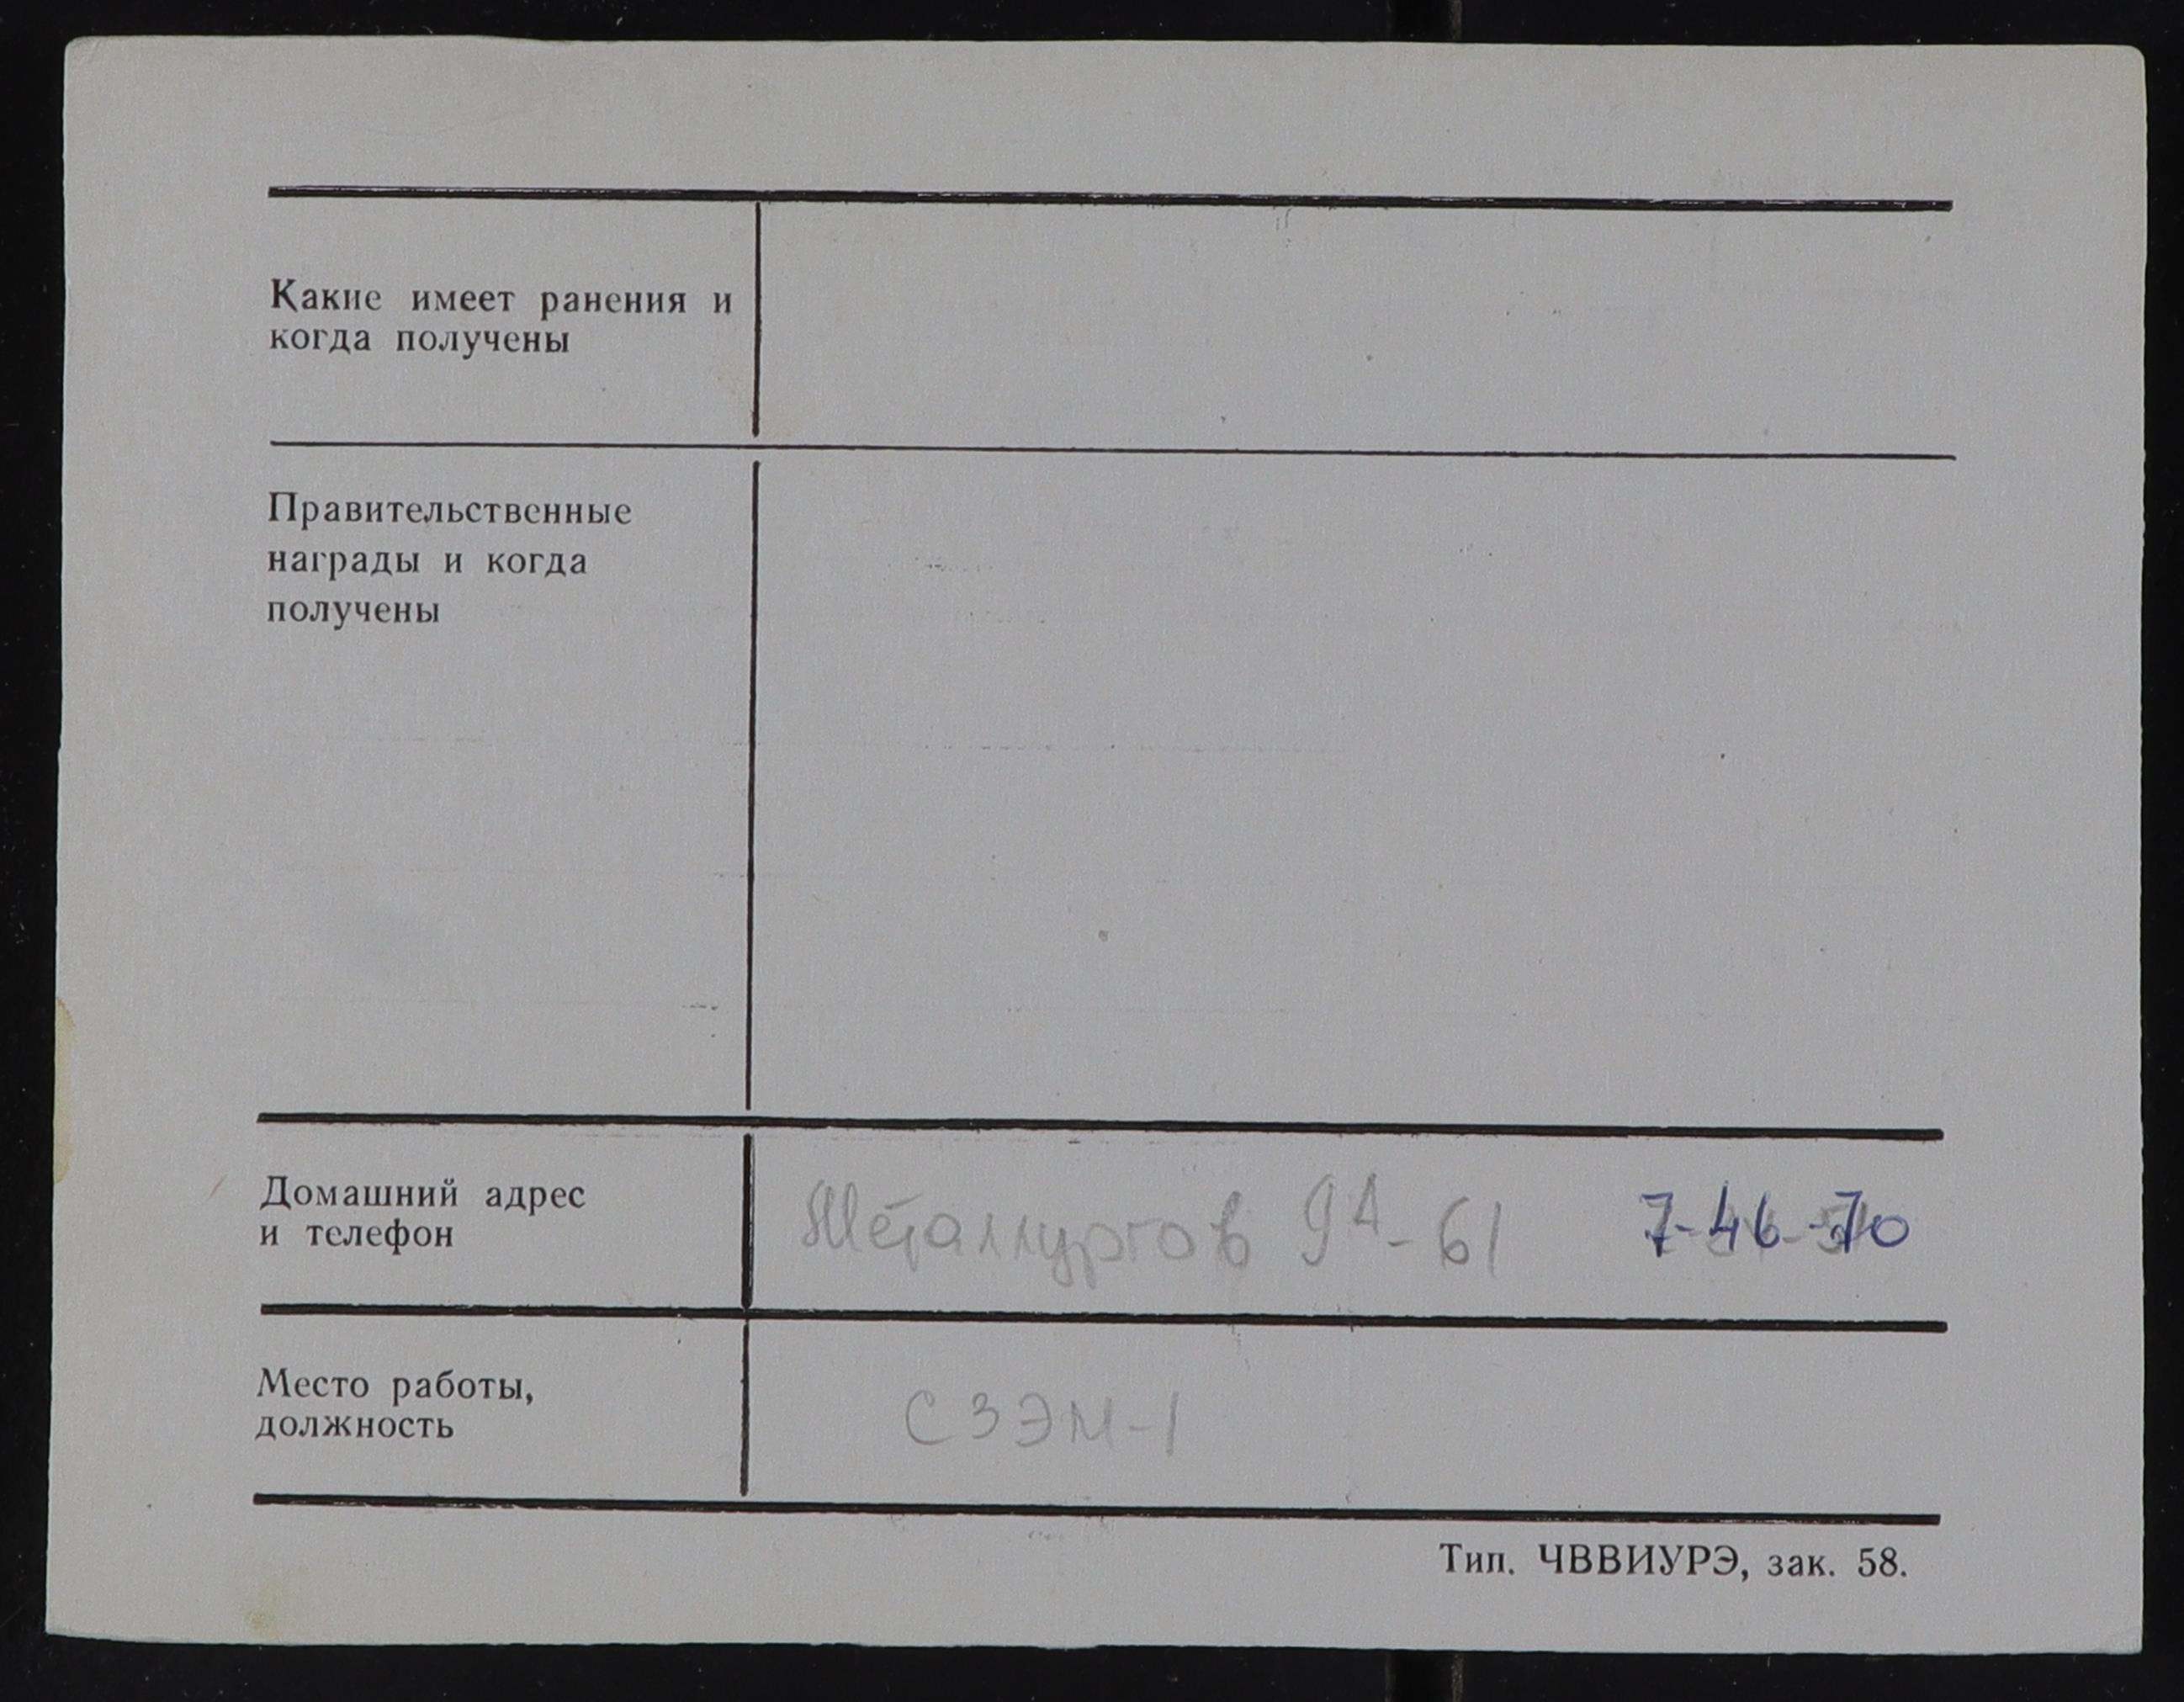 Какие имеет ранения и
когда получены
Правительственные
награды и когда
получены
Домашний адрес
и телефон
Металлургов 9А-61 7-46-70
Место работы,
должность
СЗЭМ-1
Тип. ЧВВИУРЭ, зак. 58.